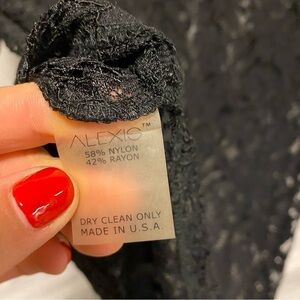 ALEXIS™
58% NYLON
42% RAYON
DRY CLEAN ONLY
MADE IN U.S.A.